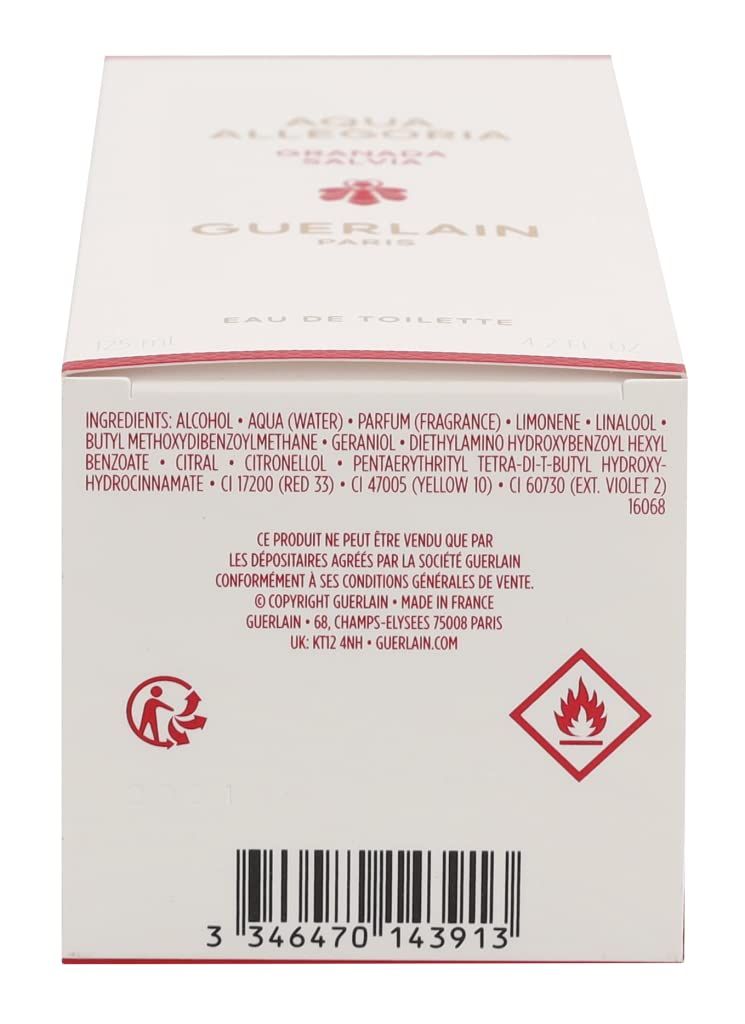 AQUA
ALLEGORIA
GRANADA
SALVIA
GUERLAIN
PARIS
EAU DE TOILETTE
125 mL 4.2 FL. OZ
INGREDIENTS: ALCOHOL • AQUA (WATER) • PARFUM (FRAGRANCE) • LIMONENE • LINALOOL •
BUTYL METHOXYDIBENZOYLMETHANE • GERANIOL • DIETHYLAMINO HYDROXYBENZOYL HEXYL
BENZOATE • CITRAL • CITRONELLOL • PENTAERYTHRITYL TETRA-DI-T-BUTYL HYDROXY-
HYDROCINNAMATE • CI 17200 (RED 33) • CI 47005 (YELLOW 10) • CI 60730 (EXT. VIOLET 2)
16068
CE PRODUIT NE PEUT ÊTRE VENDU QUE PAR
LES DÉPOSITAIRES AGRÉÉS PAR LA SOCIÉTÉ GUERLAIN
CONFORMÉMENT À SES CONDITIONS GÉNÉRALES DE VENTE.
© COPYRIGHT GUERLAIN • MADE IN FRANCE
GUERLAIN • 68, CHAMPS-ELYSEES 75008 PARIS
UK: KT12 4NH • GUERLAIN.COM
3 346470 143913